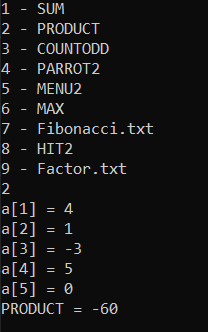 1 - SUM
2 - PRODUCT
3 - COUNTODD
4 - PARROT2
5 - MENU2
6 - MAX
7 - Fibonacci.txt
8 - HIT2
9 - Factor.txt
2
a[1] = 4
a[2] = 1
a[3] = -3
a[4] = 5
a[5] = 0
PRODUCT = -60